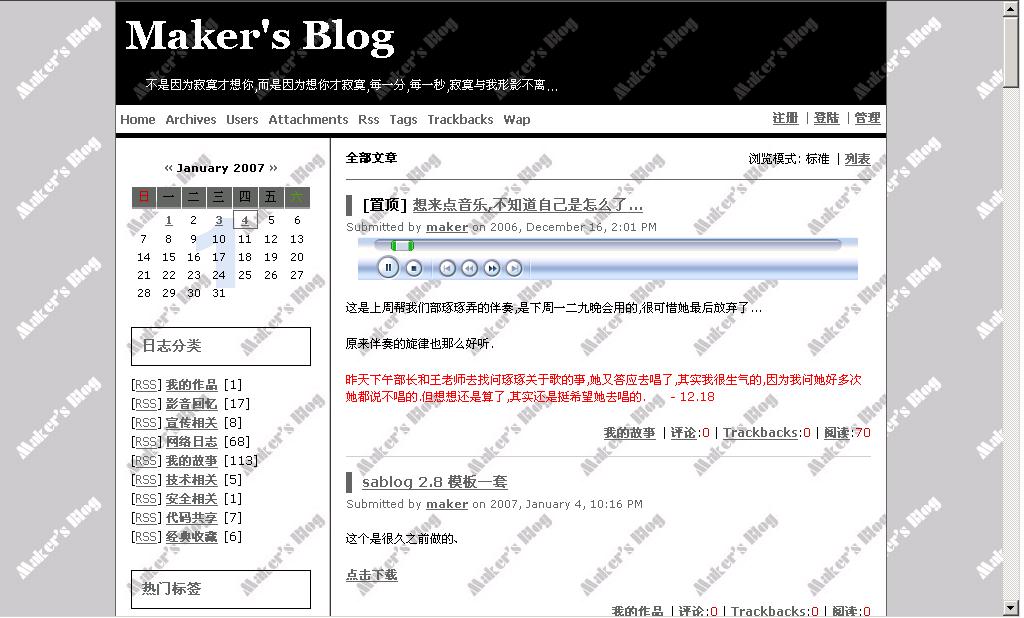 Maker's Blog
不是因为寂寞才想你,而是因为想你才寂寞,每一分,每一秒,寂寞与我形影不离...
Home Archives Users Attachments Rss Tags Trackbacks Wap
注册 | 登陆 | 管理
« January 2007 »
日 一 二 三 四 五 六
1 2 3 4 5 6
7 8 9 10 11 12 13
14 15 16 17 18 19 20
21 22 23 24 25 26 27
28 29 30 31
1
日志分类
[RSS] 我的作品 [1]
[RSS] 影音回忆 [17]
[RSS] 宣传相关 [8]
[RSS] 网络日志 [68]
[RSS] 我的故事 [113]
[RSS] 技术相关 [5]
[RSS] 安全相关 [1]
[RSS] 代码共享 [7]
[RSS] 经典收藏 [6]
热门标签
全部文章
浏览模式: 标准 | 列表
[置顶] 想来点音乐,不知道自己是怎么了...
Submitted by maker on 2006, December 16, 2:01 PM
这是上周帮我们部琢琢弄的伴奏,是下周一二九晚会用的,很可惜她最后放弃了...
原来伴奏的旋律也那么好听.
昨天下午部长和王老师去找问琢琢关于歌的事,她又答应去唱了,其实我很生气的,因为我问她好多次
她都说不唱的.但想想还是算了,其实还是挺希望她去唱的. - 12.18
我的故事 | 评论:0 | Trackbacks:0 | 阅读:70
sablog 2.8 模板一套
Submitted by maker on 2007, January 4, 10:16 PM
这个是很久之前做的、
点击下载
我的作品 | 评论:0 | Trackbacks:0 | 阅读:0
Maker's Blog